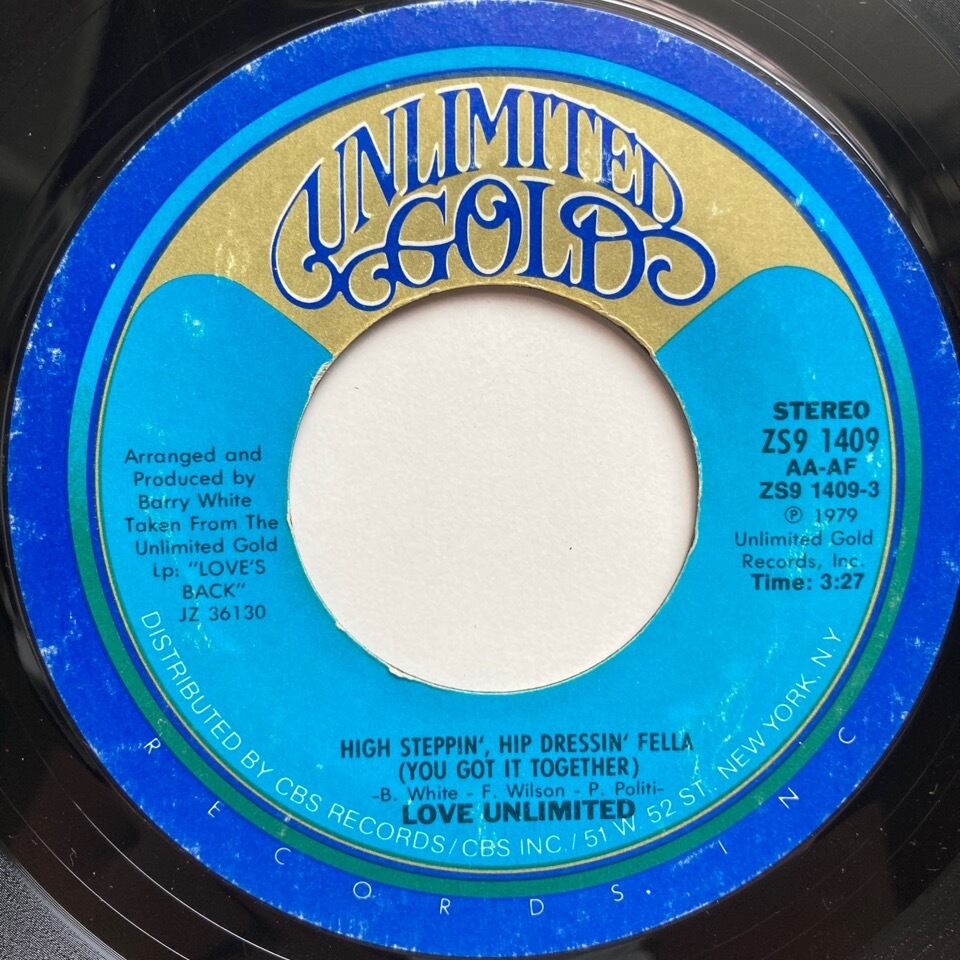 UNLIMITED
GOLD
Arranged and
Produced by
Barry White
Taken From The
Unlimited Gold
Lp: "LOVE'S
BACK"
JZ 36130
STEREO
ZS9 1409
AA-AF
ZS9 1409-3
℗ 1979
Unlimited Gold
Records, Inc.
Time: 3:27
HIGH STEPPIN', HIP DRESSIN' FELLA
(YOU GOT IT TOGETHER)
-B. White - F. Wilson - P. Politi-
LOVE UNLIMITED
DISTRIBUTED BY CBS RECORDS/CBS INC./51 W. 52 ST., NEW YORK, N.Y
RECORDS, INC